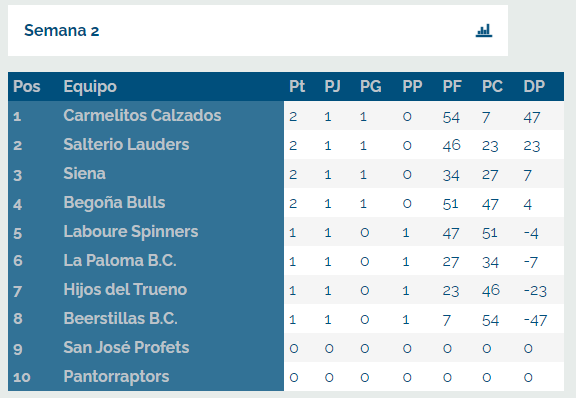 Semana 2
Pos Equipo Pt PJ PG PP PF PC DP
1 Carmelitos Calzados 2 1 1 0 54 7 47
2 Salterio Lauders 2 1 1 0 46 23 23
3 Siena 2 1 1 0 34 27 7
4 Begoña Bulls 2 1 1 0 51 47 4
5 Laboure Spinners 1 1 0 1 47 51 -4
6 La Paloma B.C. 1 1 0 1 27 34 -7
7 Hijos del Trueno 1 1 0 1 23 46 -23
8 Beerstillas B.C. 1 1 0 1 7 54 -47
9 San José Profets 0 0 0 0 0 0 0
10 Pantorraptors 0 0 0 0 0 0 0